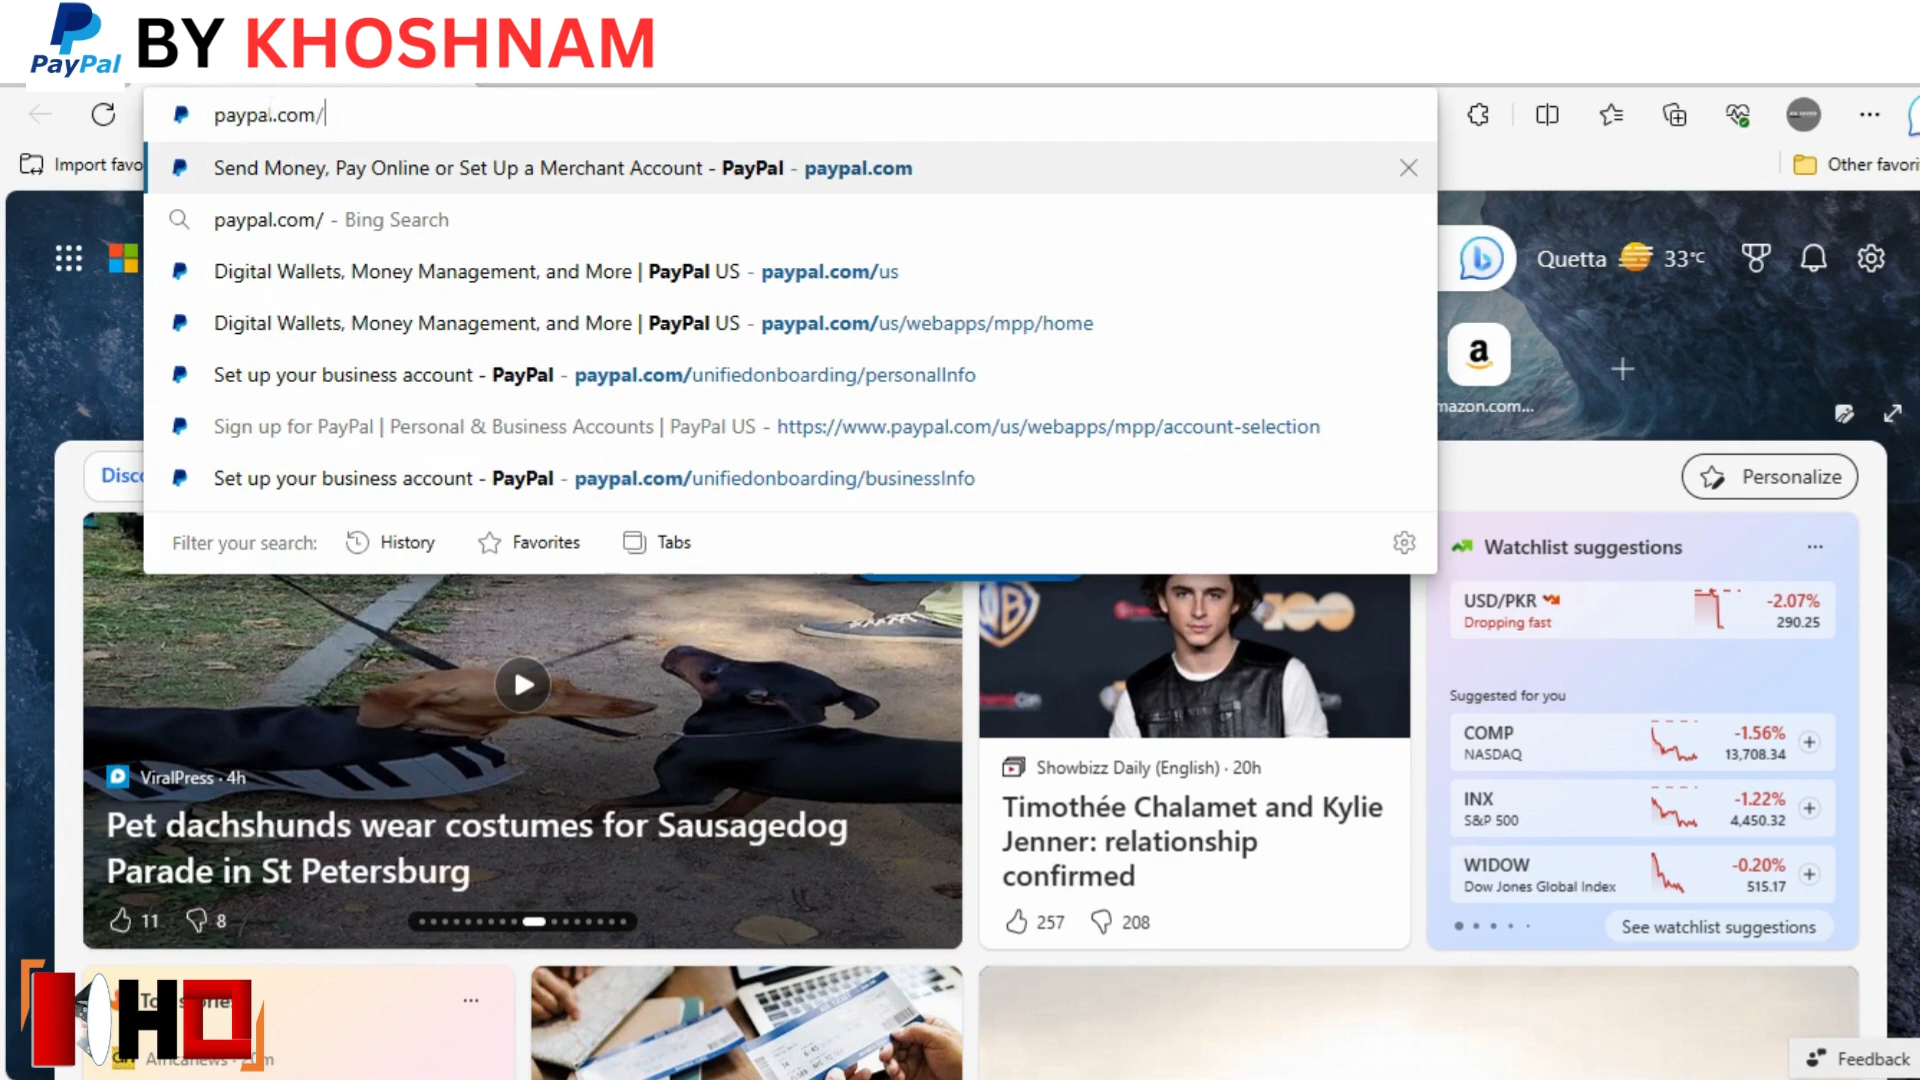 PayPal BY KHOSHNAM
paypal.com/
Import favo
Other favori
Send Money, Pay Online or Set Up a Merchant Account - PayPal - paypal.com
paypal.com/ - Bing Search
Digital Wallets, Money Management, and More | PayPal US - paypal.com/us
Digital Wallets, Money Management, and More | PayPal US - paypal.com/us/webapps/mpp/home
Set up your business account - PayPal - paypal.com/unifiedonboarding/personalInfo
Sign up for PayPal | Personal & Business Accounts | PayPal US - https://www.paypal.com/us/webapps/mpp/account-selection
Set up your business account - PayPal - paypal.com/unifiedonboarding/businessInfo
Filter your search: History Favorites Tabs
Quetta 33°C
a
mazon.com...
Disc
Personalize
ViralPress · 4h
Pet dachshunds wear costumes for Sausagedog
Parade in St Petersburg
11 8
WB
100
Showbizz Daily (English) · 20h
Timothée Chalamet and Kylie
Jenner: relationship
confirmed
257 208
Watchlist suggestions
USD/PKR -2.07%
Dropping fast 290.25
Suggested for you
COMP -1.56%
NASDAQ 13,708.34
INX -1.22%
S&P 500 4,450.32
W1DOW -0.20%
Dow Jones Global Index 515.17
See watchlist suggestions
HO
Feedback